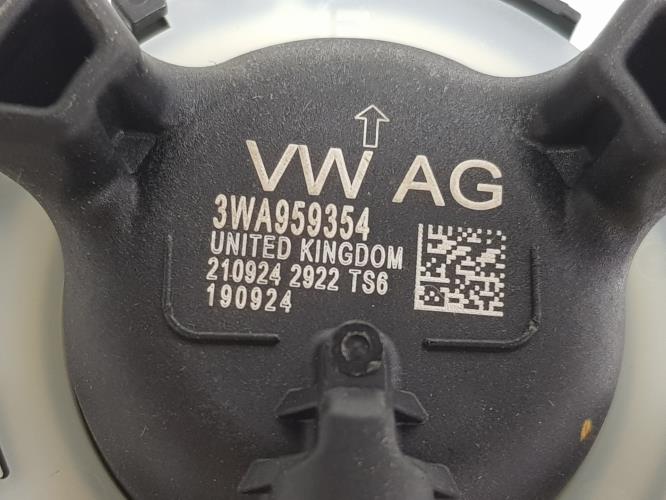 VW AG
3WA959354
UNITED KINGDOM
210924 2922 TS6
190924